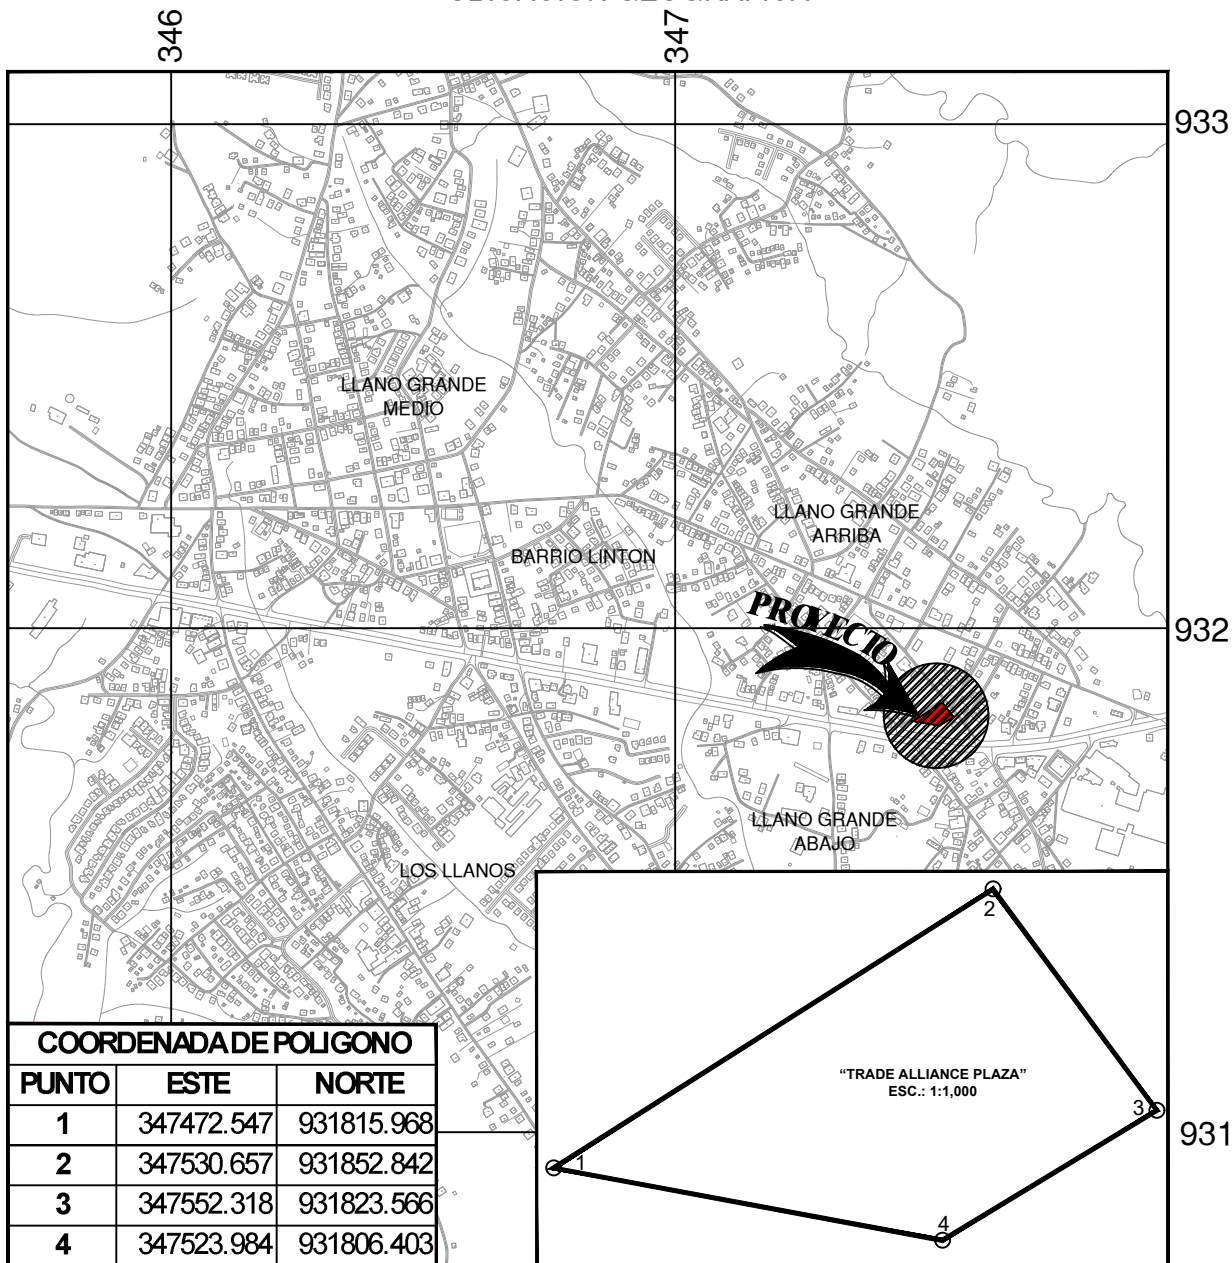 346
347
933
LLANO GRANDE
MEDIO
LLANO GRANDE
ARRIBA
BARRIO LINTON
PROYECTO
932
LLANO GRANDE
ABAJO
LOS LLANOS
COORDENADA DE POLIGONO
PUNTO ESTE NORTE
1 347472.547 931815.968
2 347530.657 931852.842
3 347552.318 931823.566
4 347523.984 931806.403
2
"TRADE ALLIANCE PLAZA"
ESC.: 1:1,000
3
931
1
4